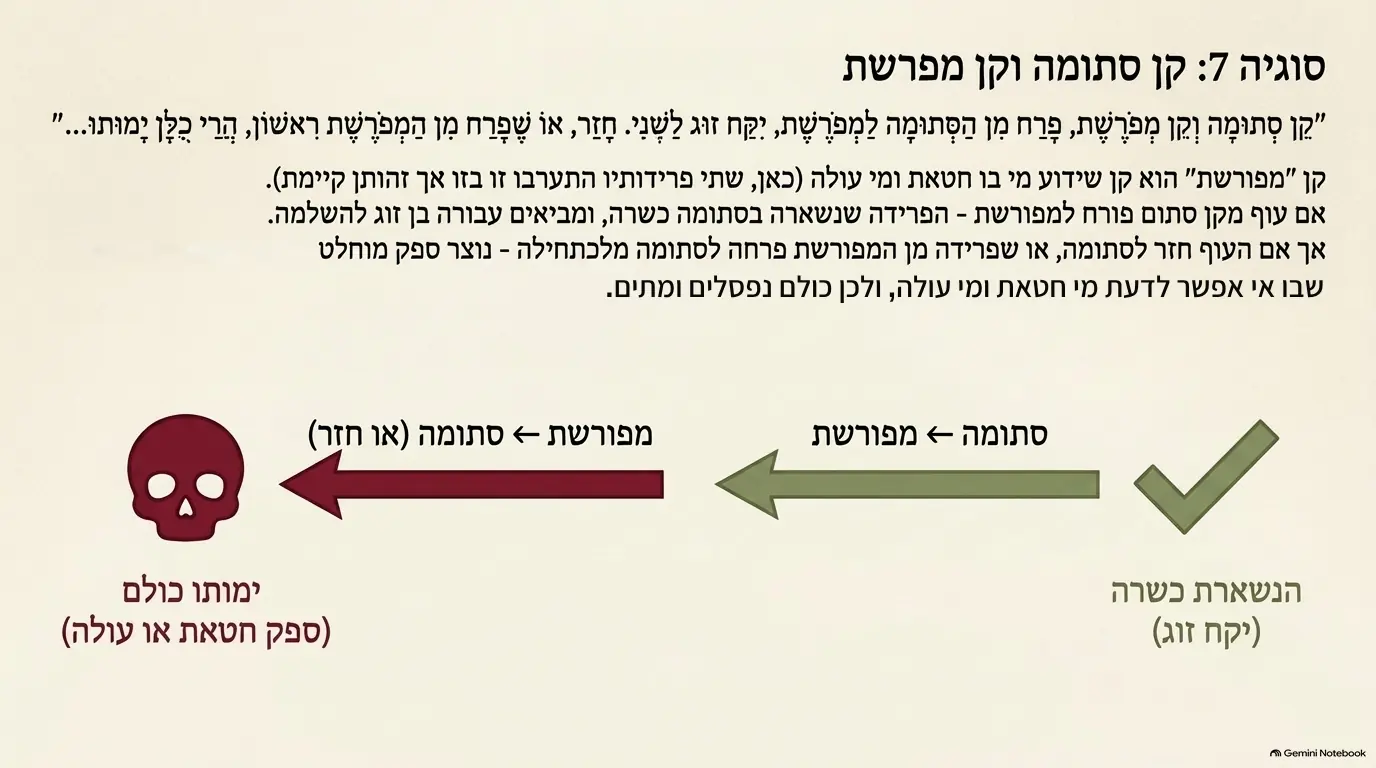 סוגיה 7: קן סתומה וקן מפרשת
"קֵן סְתוּמָה וְקֵן מְפֹרֶשֶׁת, פָּרַח מִן הַסְּתוּמָה לַמְפֹרֶשֶׁת, יִקַּח זוּג לַשֵּׁנִי. חָזַר, אוֹ שֶׁפָּרַח מִן הַמְפֹרֶשֶׁת רִאשׁוֹן, הֲרֵי כֻלָּן יָמוּתוּ..."
קן "מפורשת" הוא קן שידוע מי בו חטאת ומי עולה (כאן, שתי פרידותיו התערבו זו בזו אך זהותן קיימת).
אם עוף מקן סתום פורח למפורשת - הפרידה שנשארה בסתומה כשרה, ומביאים עבורה בן זוג להשלמה.
אך אם העוף חזר לסתומה, או שפרידה מן המפורשת פרחה לסתומה מלכתחילה - נוצר ספק מוחלט
שבו אי אפשר לדעת מי חטאת ומי עולה, ולכן כולם נפסלים ומתים.
סתומה ← מפורשת
מפורשת ← סתומה (או חזר)
הנשארת כשרה
(יקח זוג)
ימותו כולם
(ספק חטאת או עולה)
Gemini Notebook